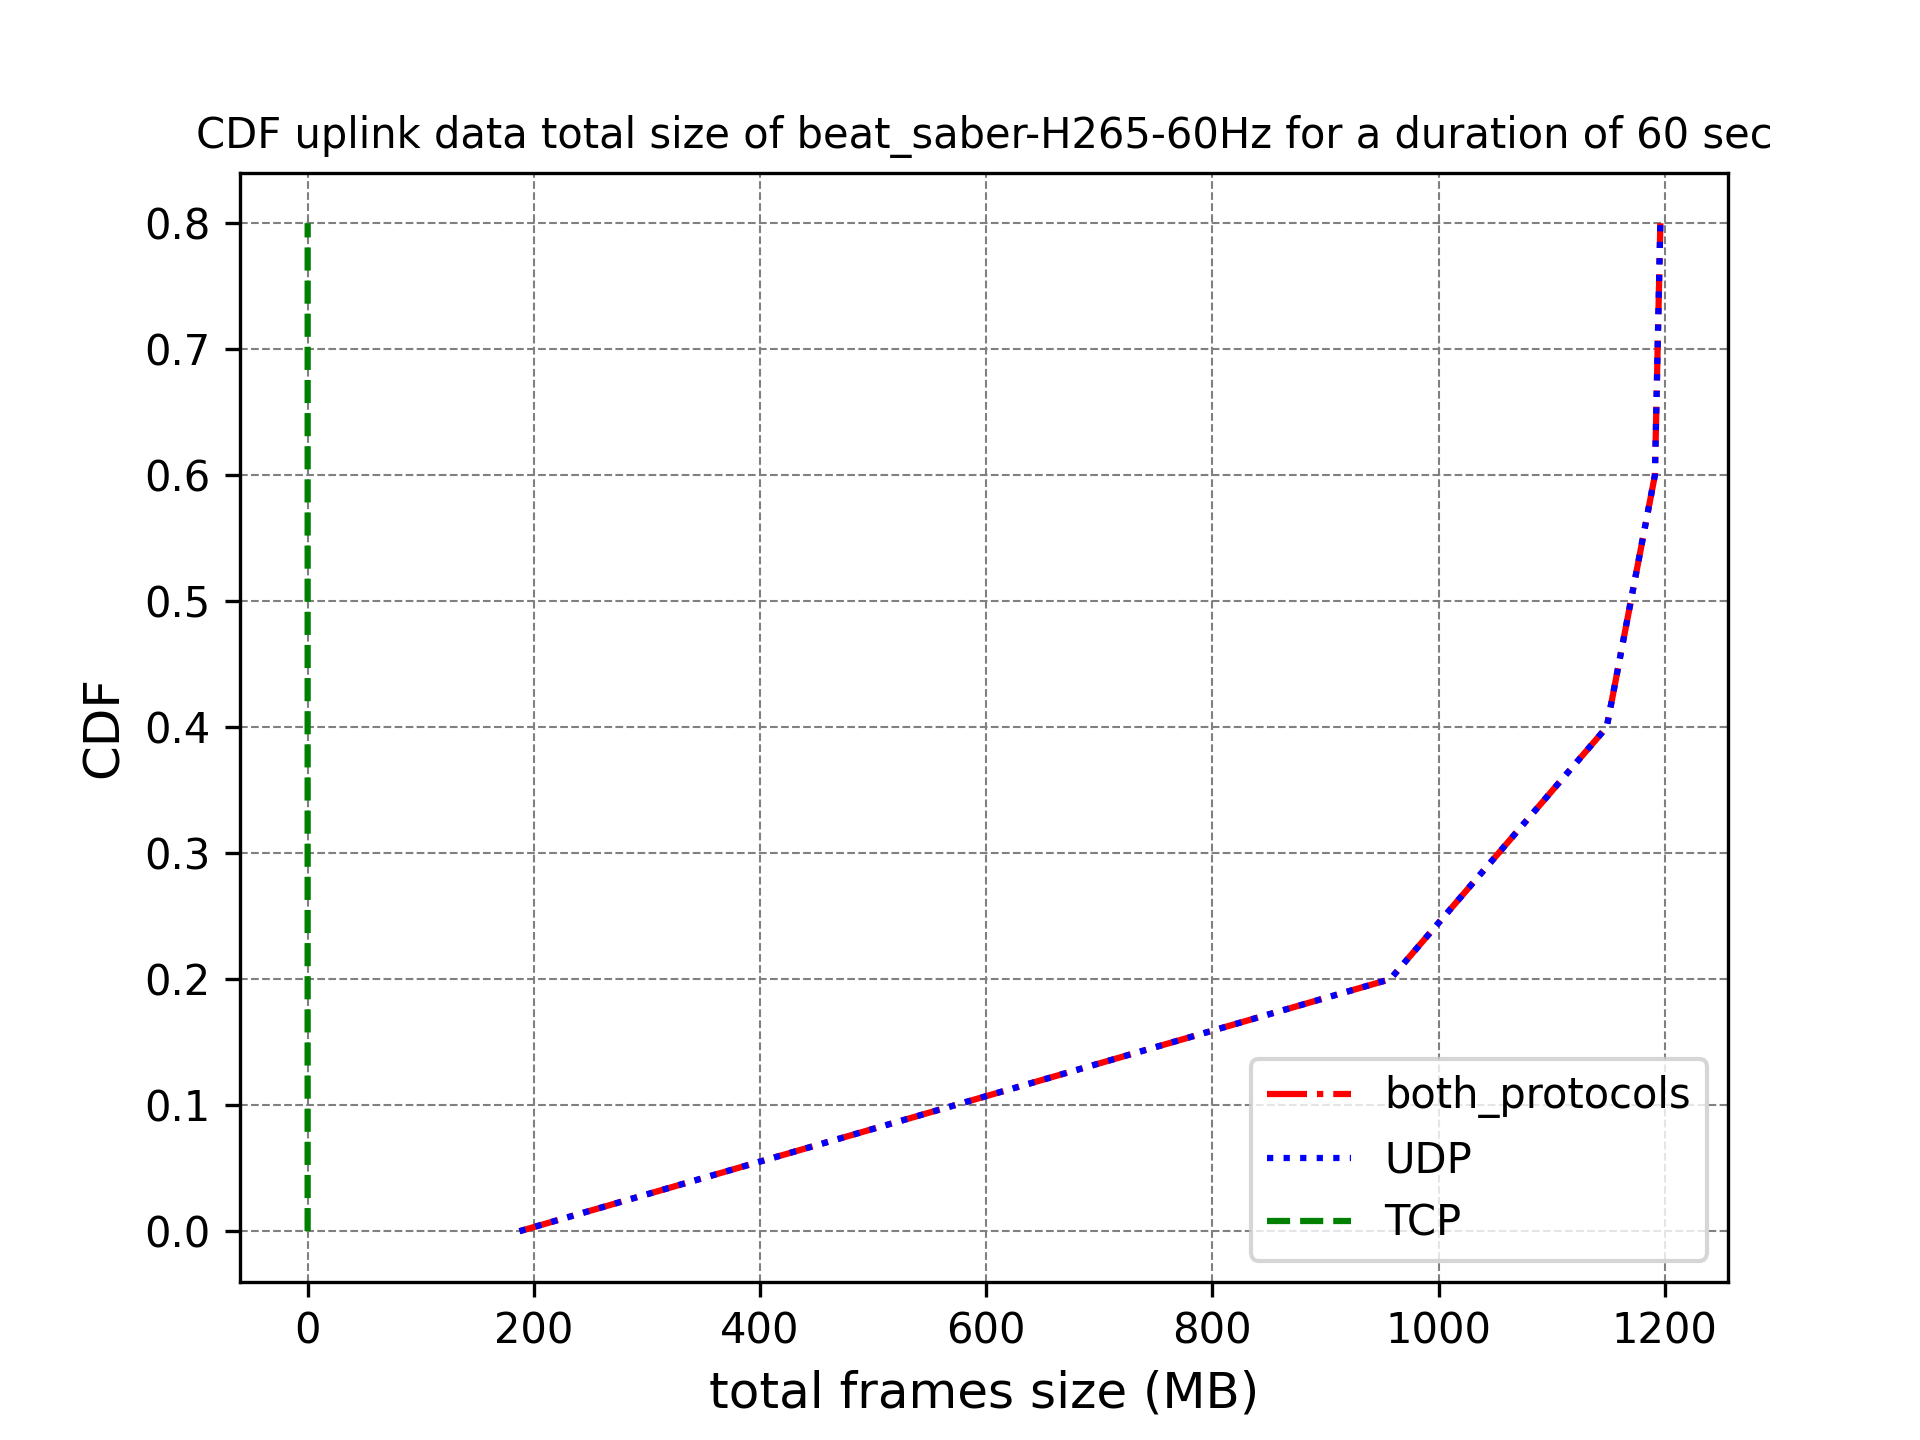 CDF uplink data total size of beat_saber-H265-60Hz for a duration of 60 sec
0.8
0.7
0.6
0.5
0.4
0.3
0.2
0.1
0.0
CDF
both_protocols
UDP
TCP
0 200 400 600 800 1000 1200
total frames size (MB)